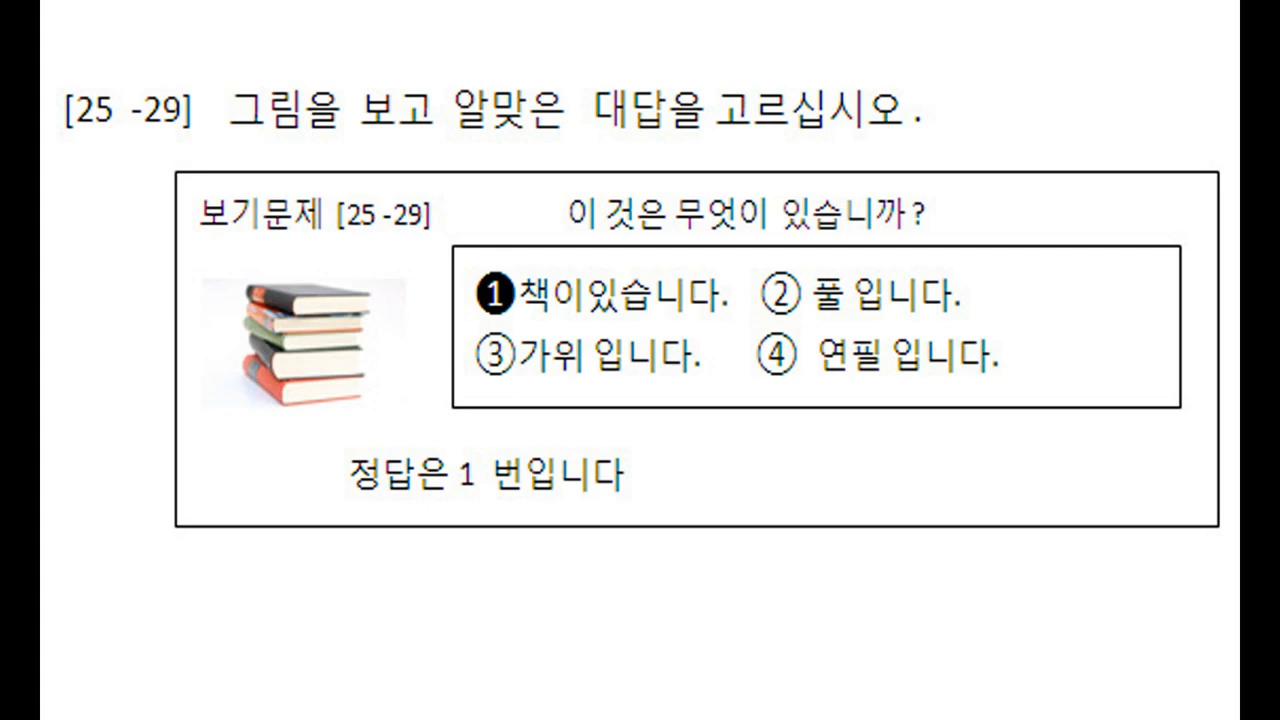 [25 -29] 그림을 보고 알맞은 대답을 고르십시오.
보기문제 [25 -29] 이 것은 무엇이 있습니까?
❶책이있습니다. ② 풀 입니다.
③가위 입니다. ④ 연필 입니다.
정답은 1 번입니다